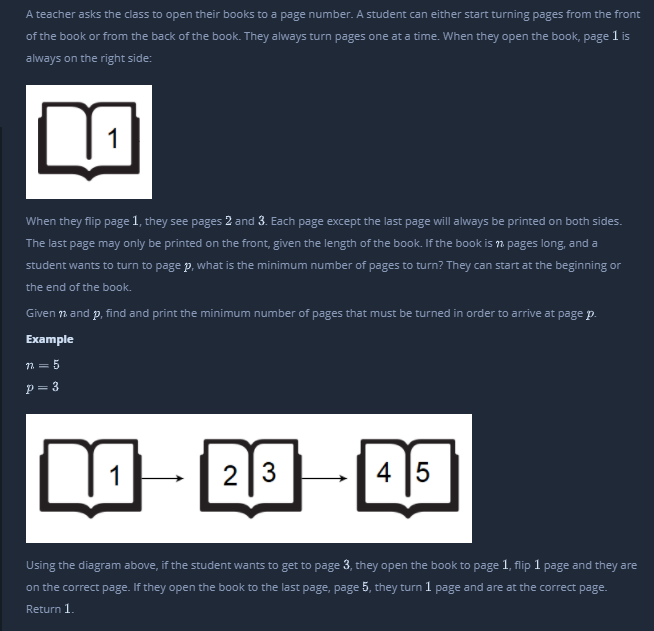 A teacher asks the class to open their books to a page number. A student can either start turning pages from the front
of the book or from the back of the book. They always turn pages one at a time. When they open the book, page 1 is
always on the right side:
1
When they flip page 1, they see pages 2 and 3. Each page except the last page will always be printed on both sides.
The last page may only be printed on the front, given the length of the book. If the book is n pages long, and a
student wants to turn to page p, what is the minimum number of pages to turn? They can start at the beginning or
the end of the book.
Given n and p, find and print the minimum number of pages that must be turned in order to arrive at page p.
Example
n = 5
p = 3
1 2 3 4 5
Using the diagram above, if the student wants to get to page 3, they open the book to page 1, flip 1 page and they are
on the correct page. If they open the book to the last page, page 5, they turn 1 page and are at the correct page.
Return 1.